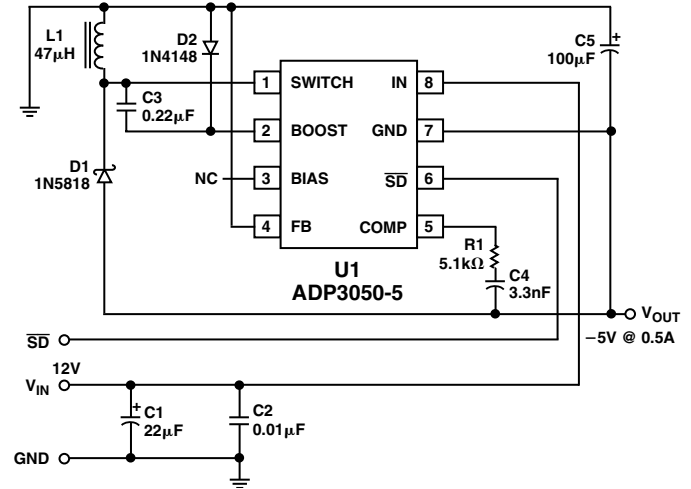 L1
47μH
D2
1N4148
C5
+
100μF
1 SWITCH IN 8
C3
0.22μF
2 BOOST GND 7
D1
1N5818
NC 3 BIAS SD 6
4 FB COMP 5
R1
5.1kΩ
U1
ADP3050-5
C4
3.3nF
VOUT
−5V @ 0.5A
SD
12V
VIN
+
C1
22μF
C2
0.01μF
GND